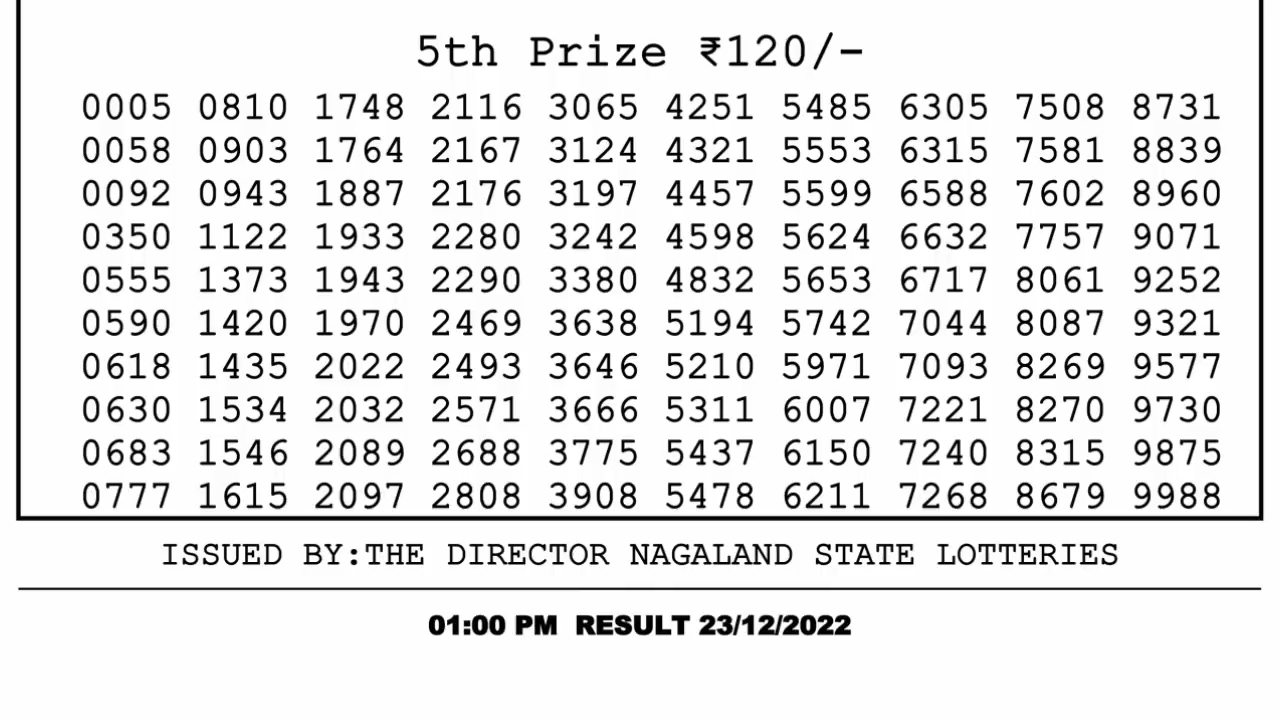 5th Prize ₹120/-
0005 0810 1748 2116 3065 4251 5485 6305 7508 8731
0058 0903 1764 2167 3124 4321 5553 6315 7581 8839
0092 0943 1887 2176 3197 4457 5599 6588 7602 8960
0350 1122 1933 2280 3242 4598 5624 6632 7757 9071
0555 1373 1943 2290 3380 4832 5653 6717 8061 9252
0590 1420 1970 2469 3638 5194 5742 7044 8087 9321
0618 1435 2022 2493 3646 5210 5971 7093 8269 9577
0630 1534 2032 2571 3666 5311 6007 7221 8270 9730
0683 1546 2089 2688 3775 5437 6150 7240 8315 9875
0777 1615 2097 2808 3908 5478 6211 7268 8679 9988
ISSUED BY:THE DIRECTOR NAGALAND STATE LOTTERIES
01:00 PM RESULT 23/12/2022